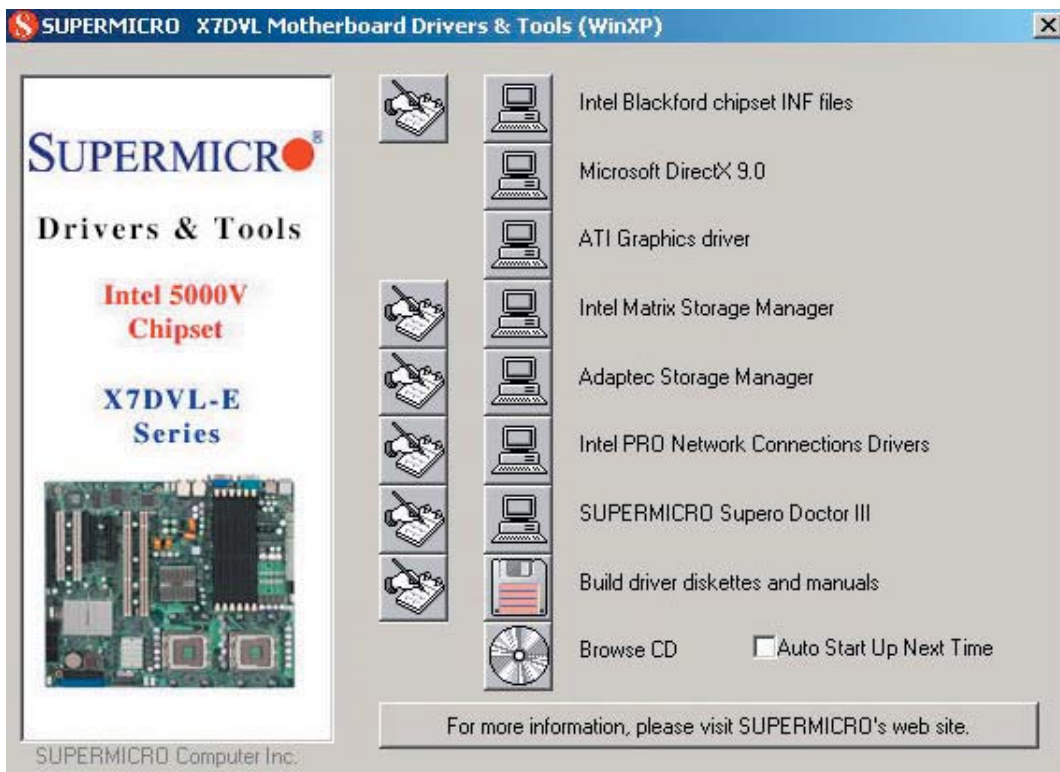 SUPERMICRO X7DVL Motherboard Drivers & Tools (WinXP)
SUPERMICRO®
Drivers & Tools
Intel 5000V
Chipset
X7DVL-E
Series
SUPERMICRO Computer Inc.
Intel Blackford chipset INF files
Microsoft DirectX 9.0
ATI Graphics driver
Intel Matrix Storage Manager
Adaptec Storage Manager
Intel PRO Network Connections Drivers
SUPERMICRO Supero Doctor III
Build driver diskettes and manuals
Browse CD
Auto Start Up Next Time
For more information, please visit SUPERMICRO's web site.